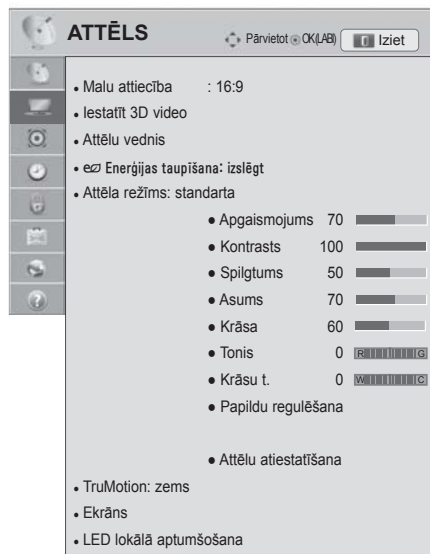 ATTĒLS Pārvietot OK(LABI) Iziet
• Malu attiecība : 16:9
• Iestatīt 3D video
• Attēlu vednis
• Enerģijas taupīšana: izslēgt
• Attēla režīms: standarta
● Apgaismojums 70
● Kontrasts 100
● Spilgtums 50
● Asums 70
● Krāsa 60
● Tonis 0 R G
● Krāsu t. 0 W C
● Papildu regulēšana
● Attēlu atiestatīšana
• TruMotion: zems
• Ekrāns
• LED lokālā aptumšošana